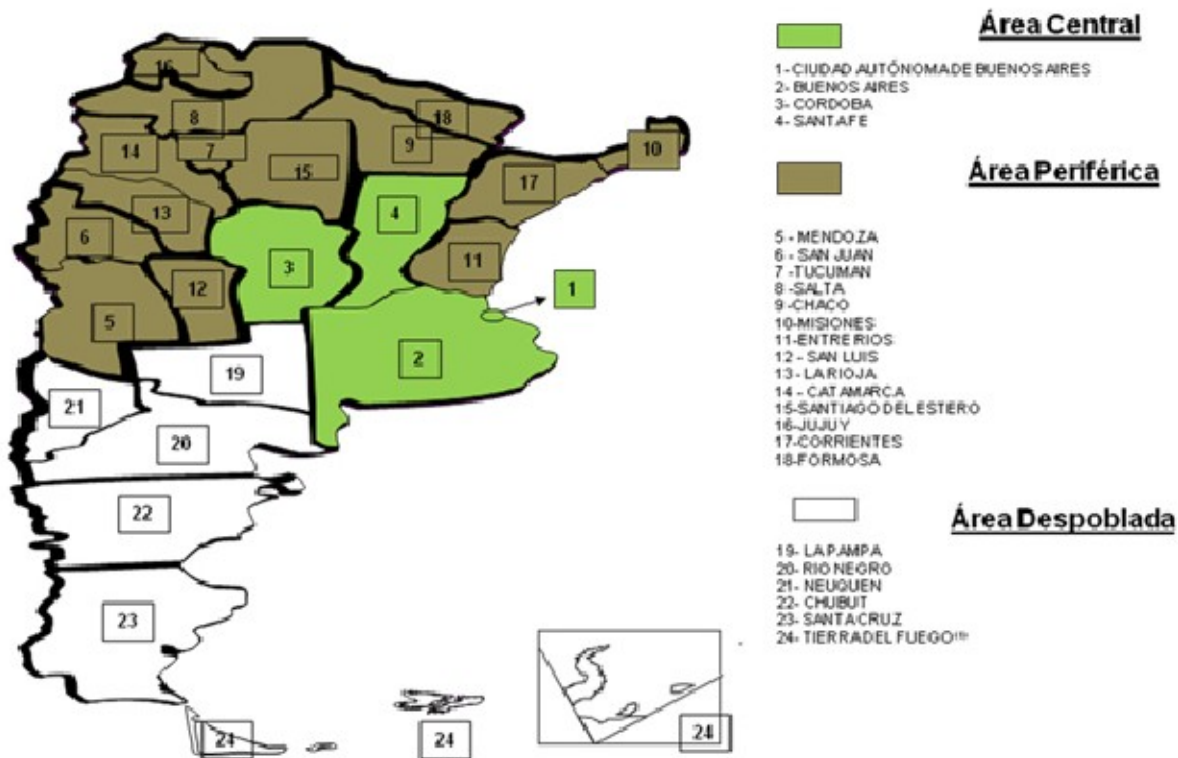 Área Central
1- CIUDAD AUTÓNOMA DE BUENOS AIRES
2- BUENOS AIRES
3- CORDOBA
4- SANTA FE
Área Periférica
5- MENDOZA
6- SAN JUAN
7-TUCUMAN
8-SALTA
9-CHACO
10-MISIONES
11-ENTRE RIOS
12- SAN LUIS
13- LA RIOJA
14- CATAMARCA
15-SANTIAGO DEL ESTERO
16-JUJUY
17-CORRIENTES
18-FORMOSA
Área Despoblada
19- LA PAMPA
20- RIO NEGRO
21- NEUQUEN
22- CHUBUT
23- SANTA CRUZ
24- TIERRA DEL FUEGO
16
8
18
7
9
10
14
15
17
13
4
6
3
11
12
1
5
2
19
21
20
22
23
24
24
24